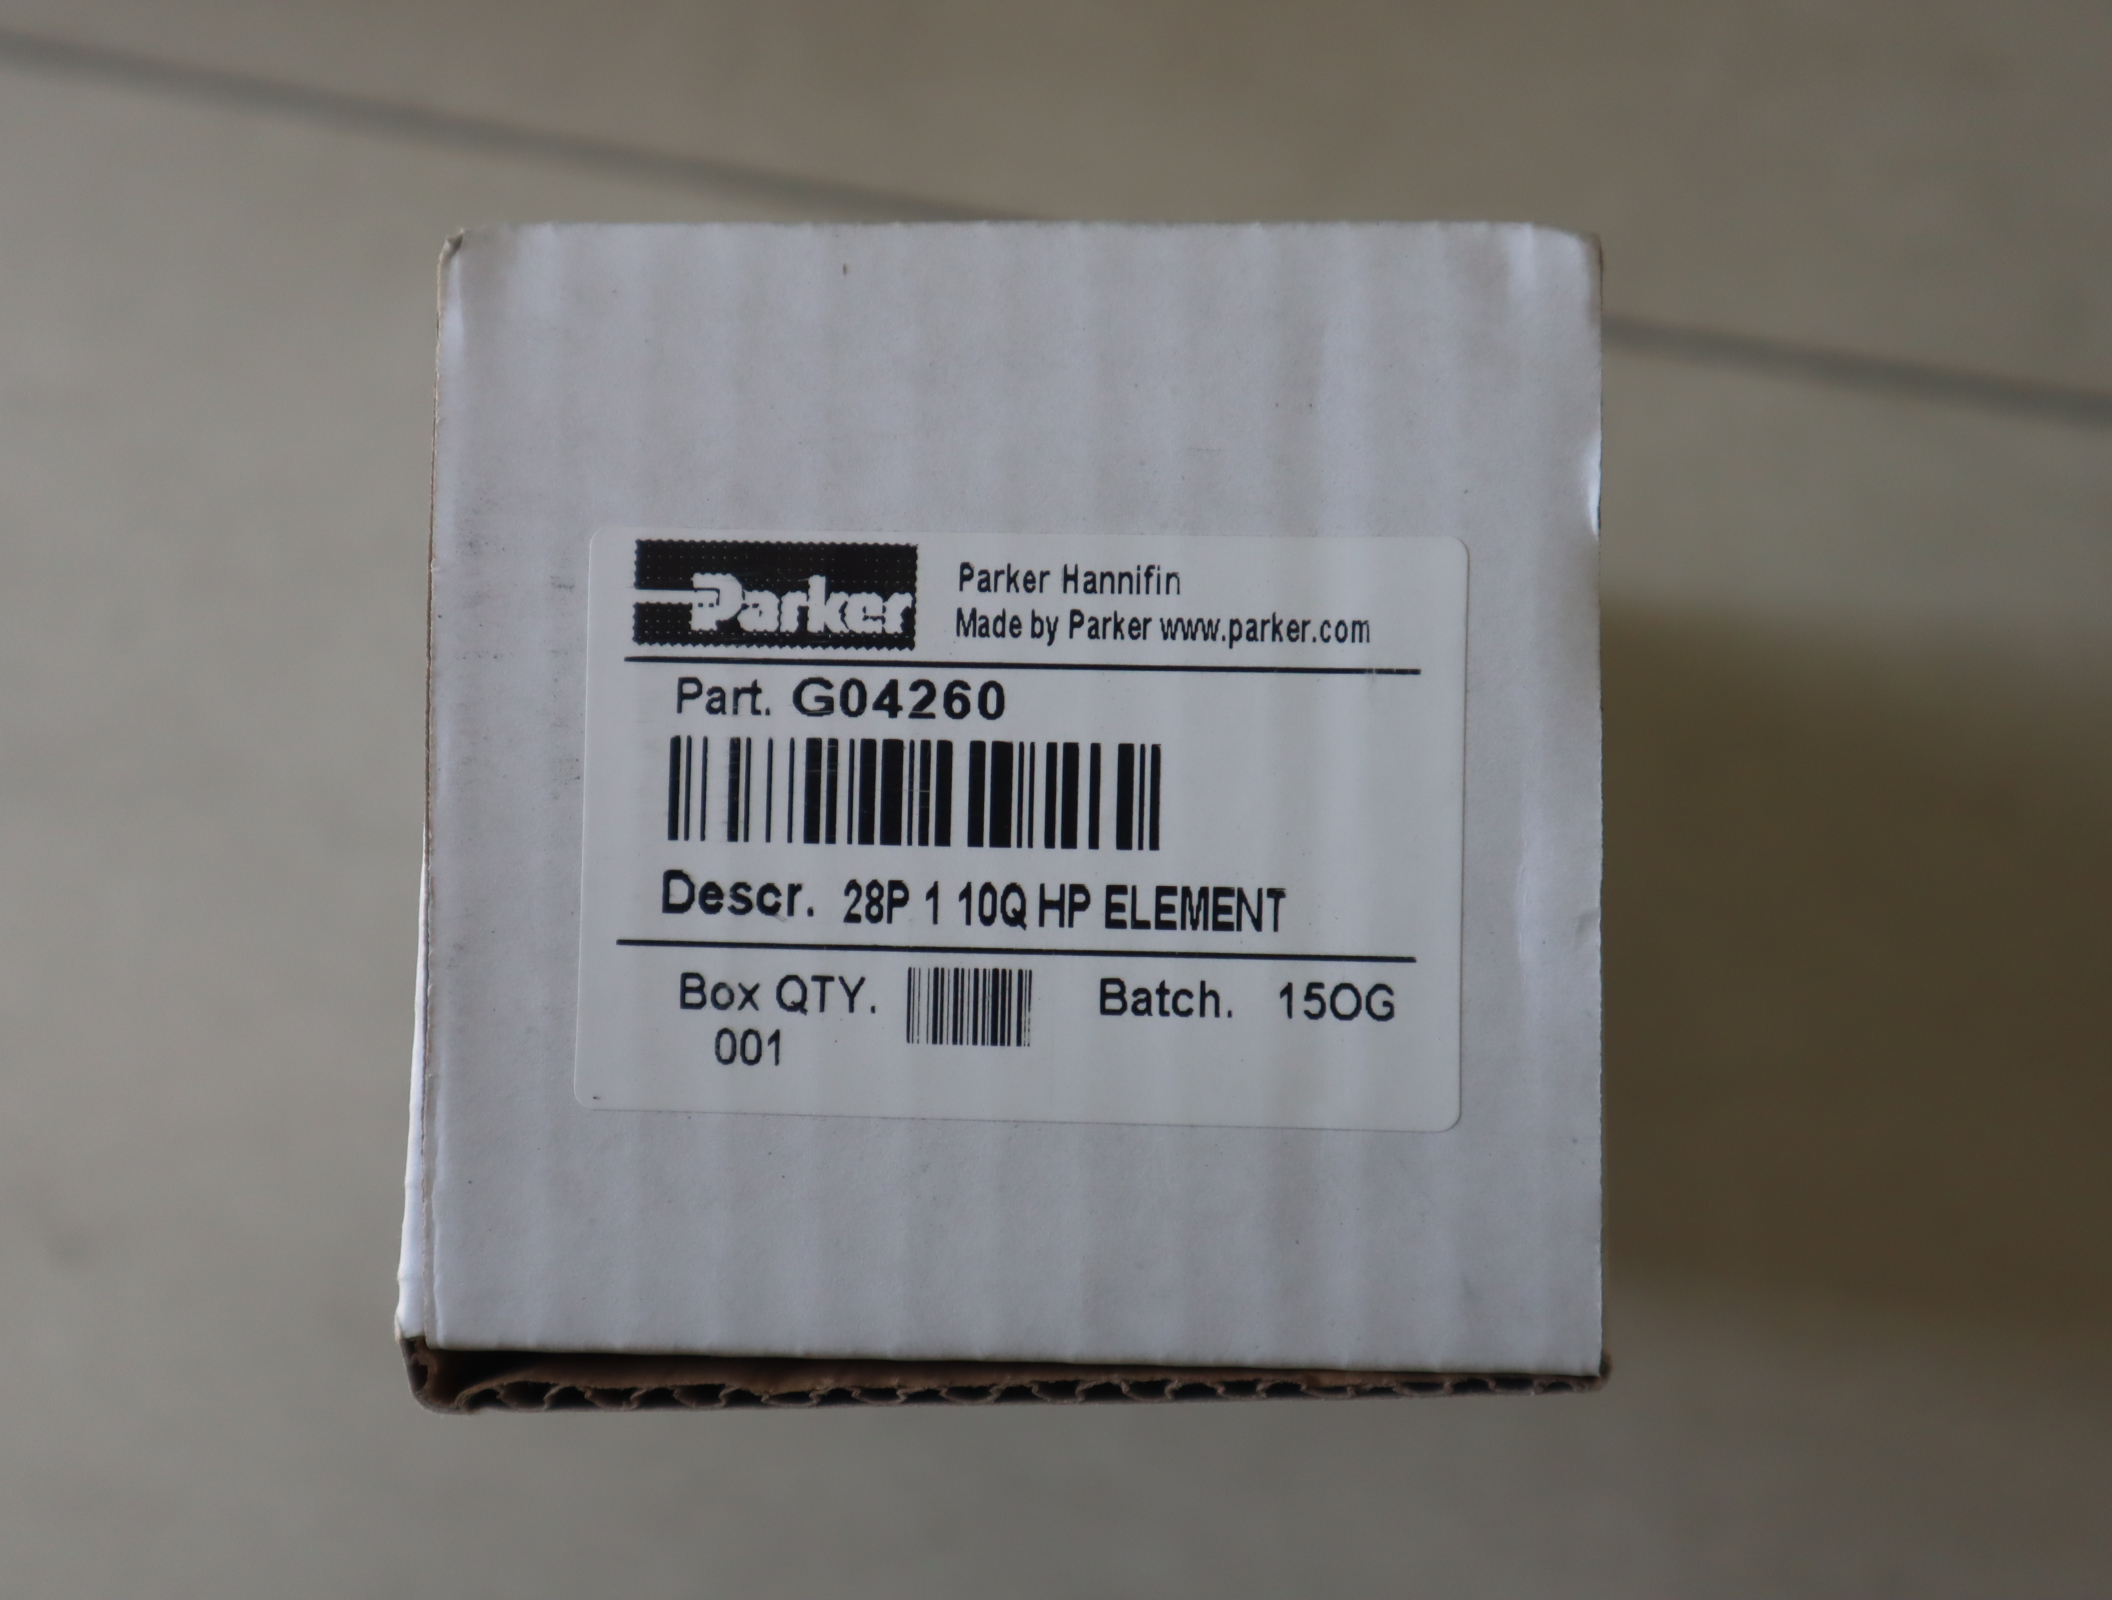 Parker
Parker Hannifin
Made by Parker www.parker.com
Part. G04260
Descr. 28P 1 10Q HP ELEMENT
Box QTY. Batch. 15OG
001